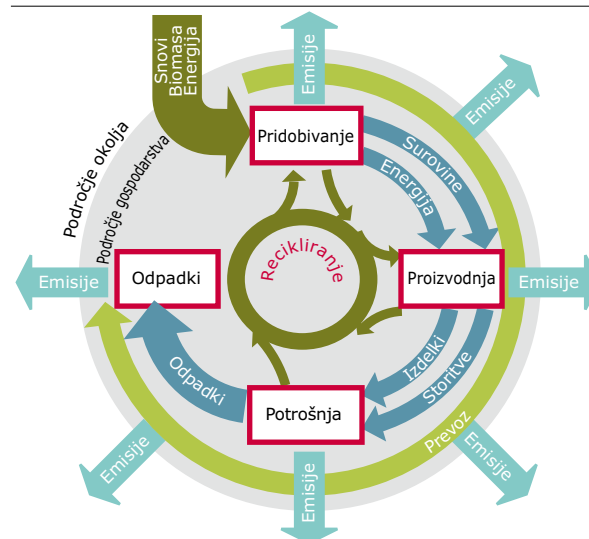 Snovi
Biomasa
Energija
Emisije
Emisije
Področje okolja
Področje gospodarstva
Pridobivanje
Surovine
Energija
Recikliranje
Emisije
Odpadki
Proizvodnja
Emisije
Odpadki
Izdelki
Storitve
Potrošnja
Prevoz
Emisije
Emisije
Emisije